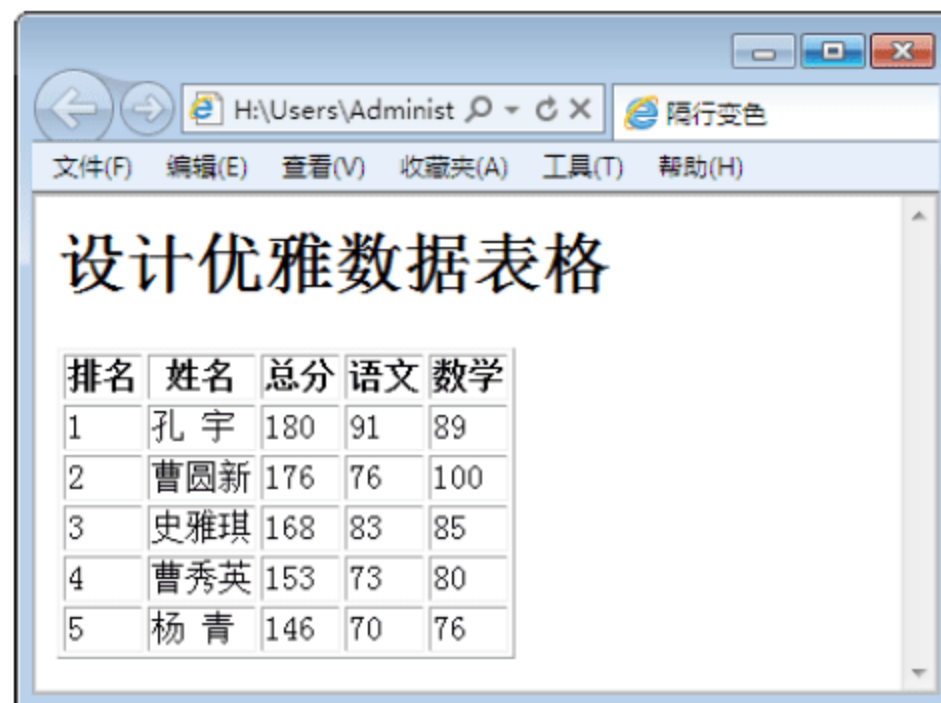 H:\Users\Administ 隔行变色
文件(F) 编辑(E) 查看(V) 收藏夹(A) 工具(T) 帮助(H)
设计优雅数据表格
排名 姓名 总分 语文 数学
1 孔 宇 180 91 89
2 曹圆新 176 76 100
3 史雅琪 168 83 85
4 曹秀英 153 73 80
5 杨 青 146 70 76